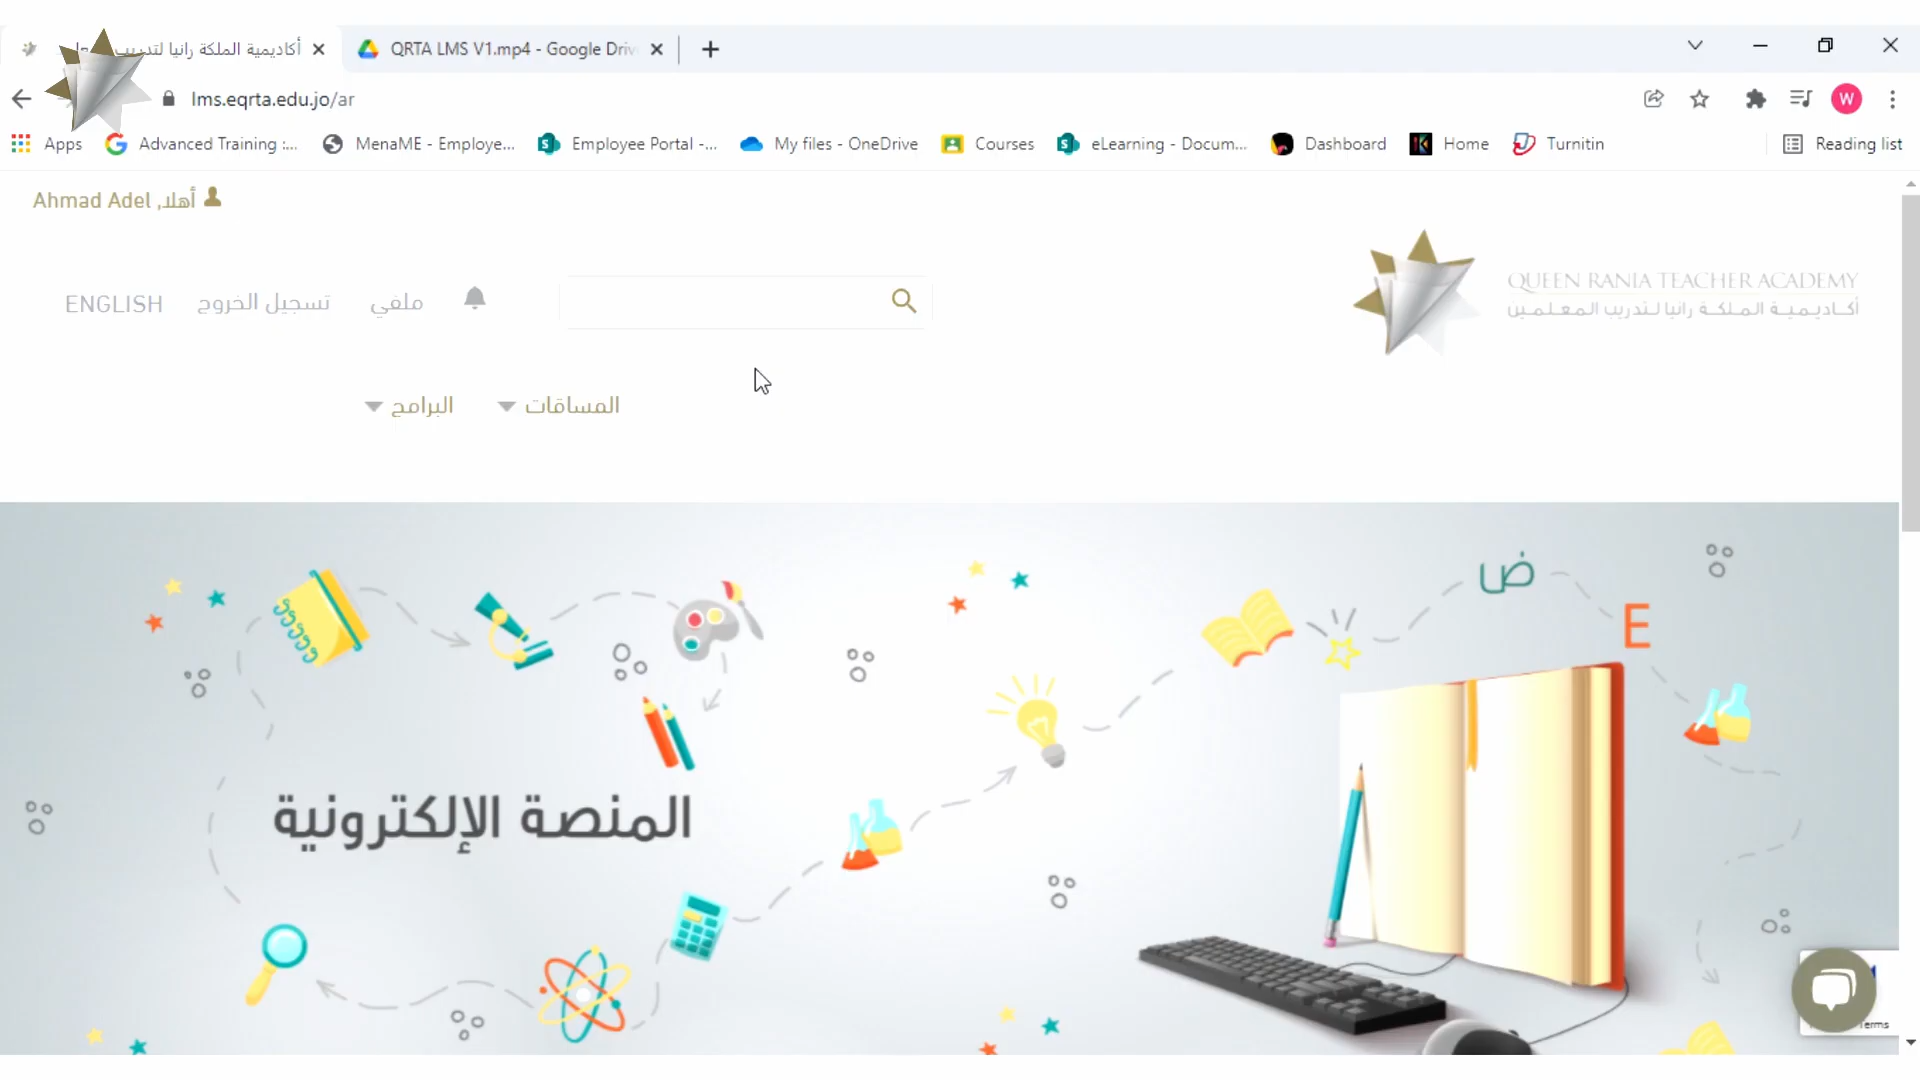 أكاديمية الملكة رانيا لتدريب
QRTA LMS V1.mp4 - Google Driv
lms.eqrta.edu.jo/ar
W
Apps
Advanced Training :...
MenaME - Employe...
Employee Portal -...
My files - OneDrive
Courses
eLearning - Docum...
Dashboard
Home
Turnitin
Reading list
أهلا, Ahmad Adel
QUEEN RANIA TEACHER ACADEMY
أكاديمية الملكة رانيا لتدريب المعلمين
ملفي
تسجيل الخروج
ENGLISH
المساقات
البرامج
ض
E
المنصة الإلكترونية
Terms